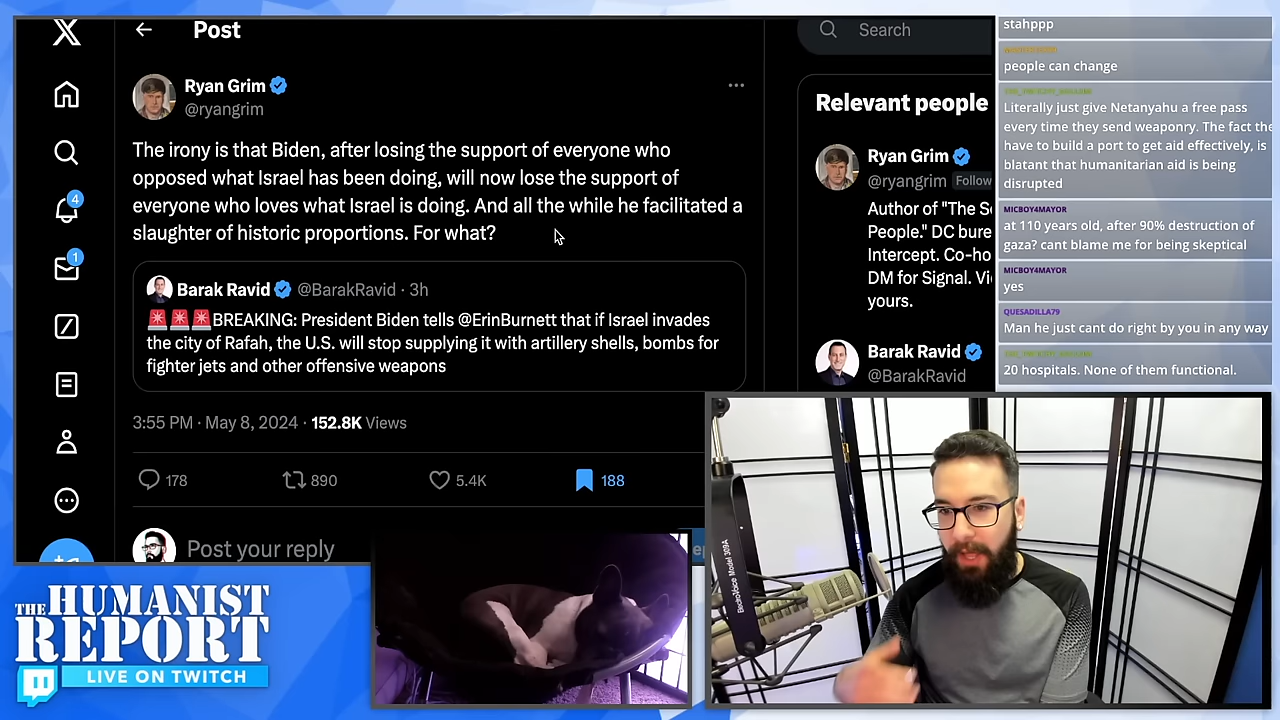 Post
Search
Ryan Grim
@ryangrim
The irony is that Biden, after losing the support of everyone who
opposed what Israel has been doing, will now lose the support of
everyone who loves what Israel is doing. And all the while he facilitated a
slaughter of historic proportions. For what?
Barak Ravid @BarakRavid · 3h
🚨🚨🚨BREAKING: President Biden tells @ErinBurnett that if Israel invades
the city of Rafah, the U.S. will stop supplying it with artillery shells, bombs for
fighter jets and other offensive weapons
3:55 PM · May 8, 2024 · 152.8K Views
178 890 5.4K 188
Post your reply
4
1
Relevant people
Ryan Grim
@ryangrim Follow
Author of "The S
People." DC bure
Intercept. Co-ho
DM for Signal. Vi
yours.
Barak Ravid
@BarakRavid
stahppp
people can change
Literally just give Netanyahu a free pass
every time they send weaponry. The fact the
have to build a port to get aid effectively, is
blatant that humanitarian aid is being
disrupted
MICBOY4MAYOR
at 110 years old, after 90% destruction of
gaza? cant blame me for being skeptical
MICBOY4MAYOR
yes
QUESADILLA79
Man he just cant do right by you in any way
20 hospitals. None of them functional.
ElectroVoice Model 309A
THE HUMANIST
REPORT
LIVE ON TWITCH